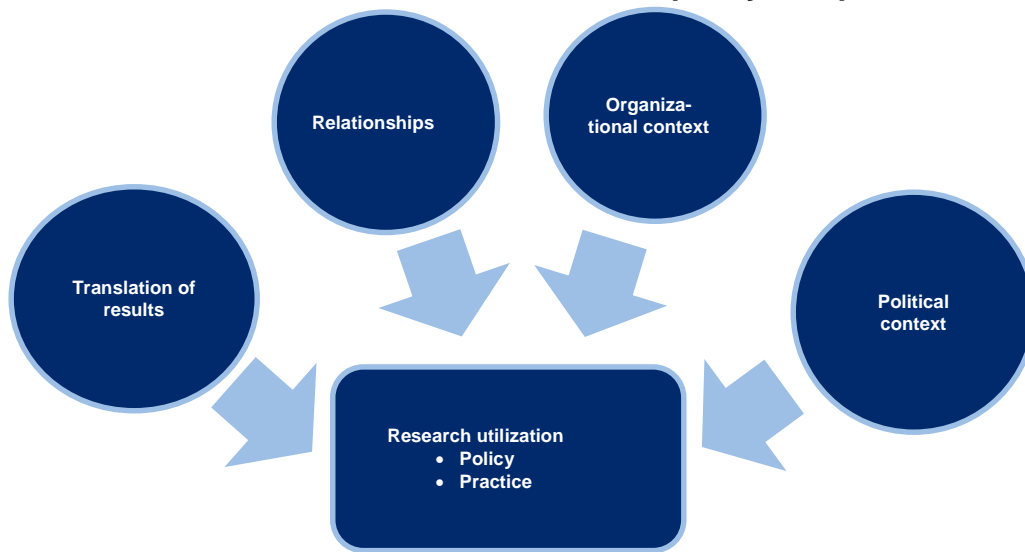 Relationships
Organiza-
tional context
Translation of
results
Political
context
Research utilization
• Policy
• Practice